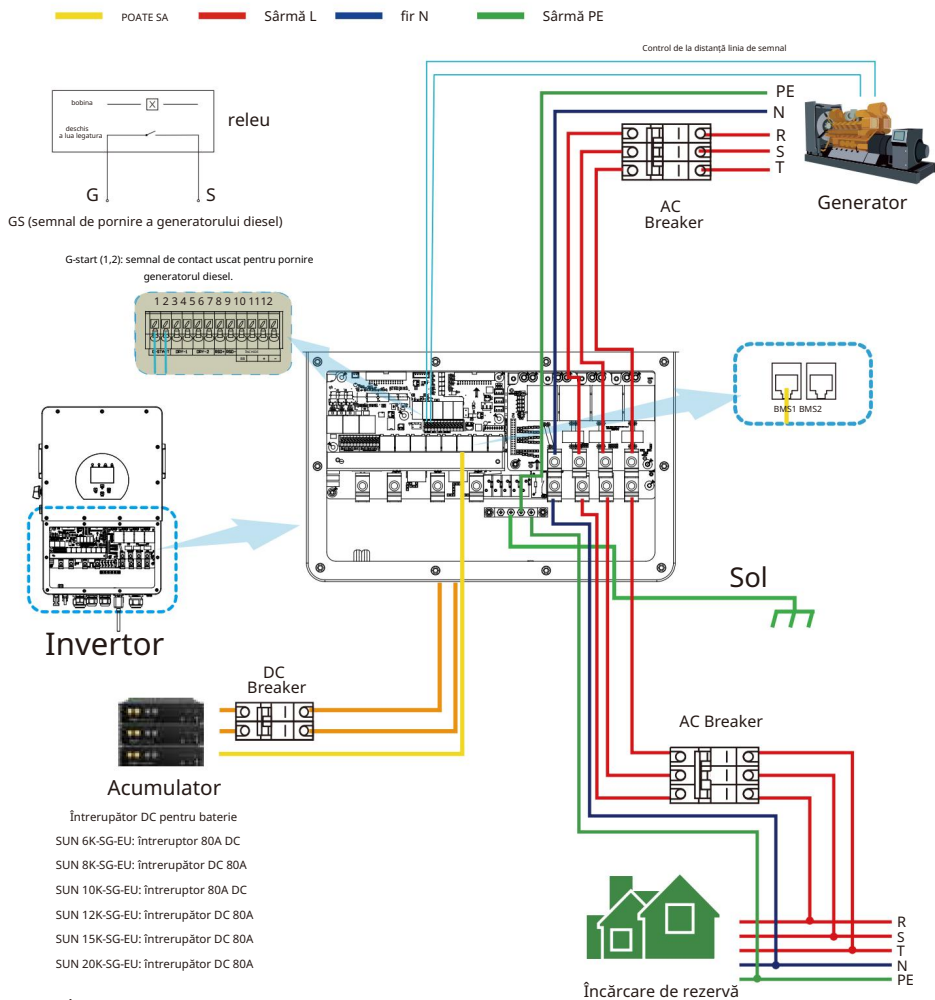 POATE SA
Sârmă L
fir N
Sârmă PE
Control de la distanță linia de semnal
bobina
X
deschis
a lua legatura
releu
G
S
GS (semnal de pornire a generatorului diesel)
PE
N
R
S
T
AC
Breaker
Generator
G-start (1,2): semnal de contact uscat pentru pornire
generatorul diesel.
1 2 3 4 5 6 7 8 9 10 11 12
BMS1 BMS2
Invertor
Sol
DC
Breaker
AC Breaker
Acumulator
Întrerupător DC pentru baterie
SUN 6K-SG-EU: întreruptor 80A DC
SUN 8K-SG-EU: întrerupător DC 80A
SUN 10K-SG-EU: întreruptor 80A DC
SUN 12K-SG-EU: întrerupător DC 80A
SUN 15K-SG-EU: întrerupător DC 80A
SUN 20K-SG-EU: întrerupător DC 80A
R
S
T
N
PE
Încărcare de rezervă